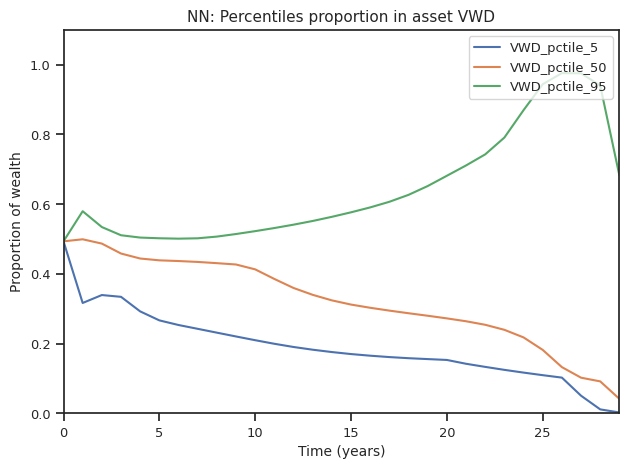 NN: Percentiles proportion in asset VWD
VWD_pctile_5
VWD_pctile_50
VWD_pctile_95
Proportion of wealth
1.0
0.8
0.6
0.4
0.2
0.0
0 5 10 15 20 25
Time (years)